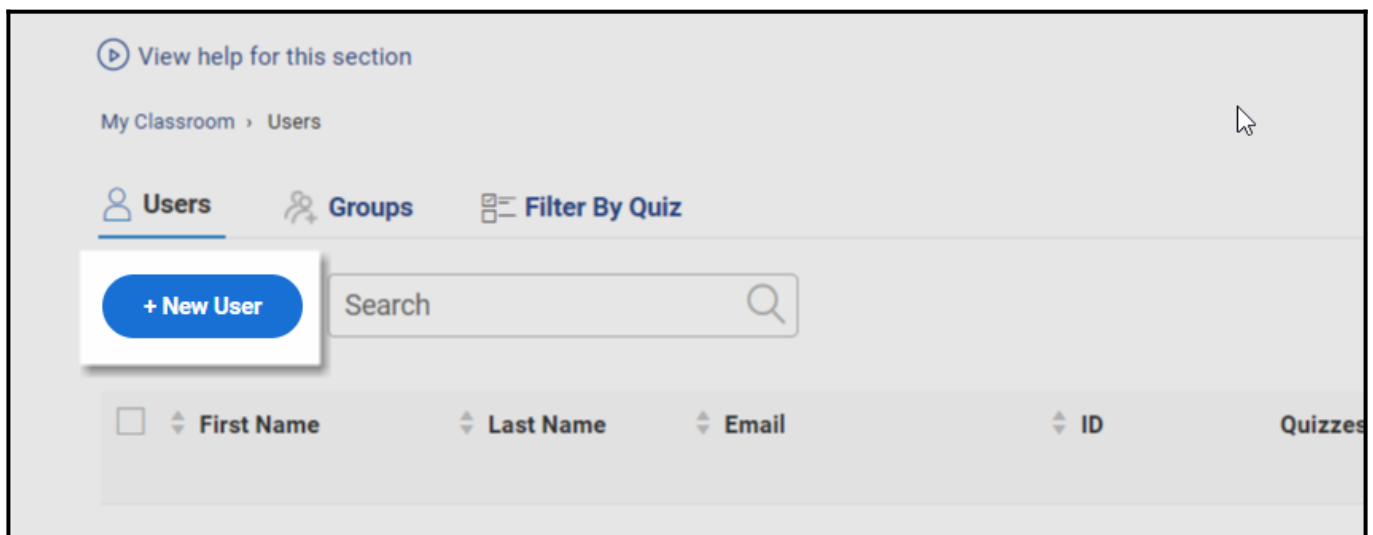 View help for this section
My Classroom › Users
Users Groups Filter By Quiz
+ New User Search
First Name Last Name Email ID Quizzes